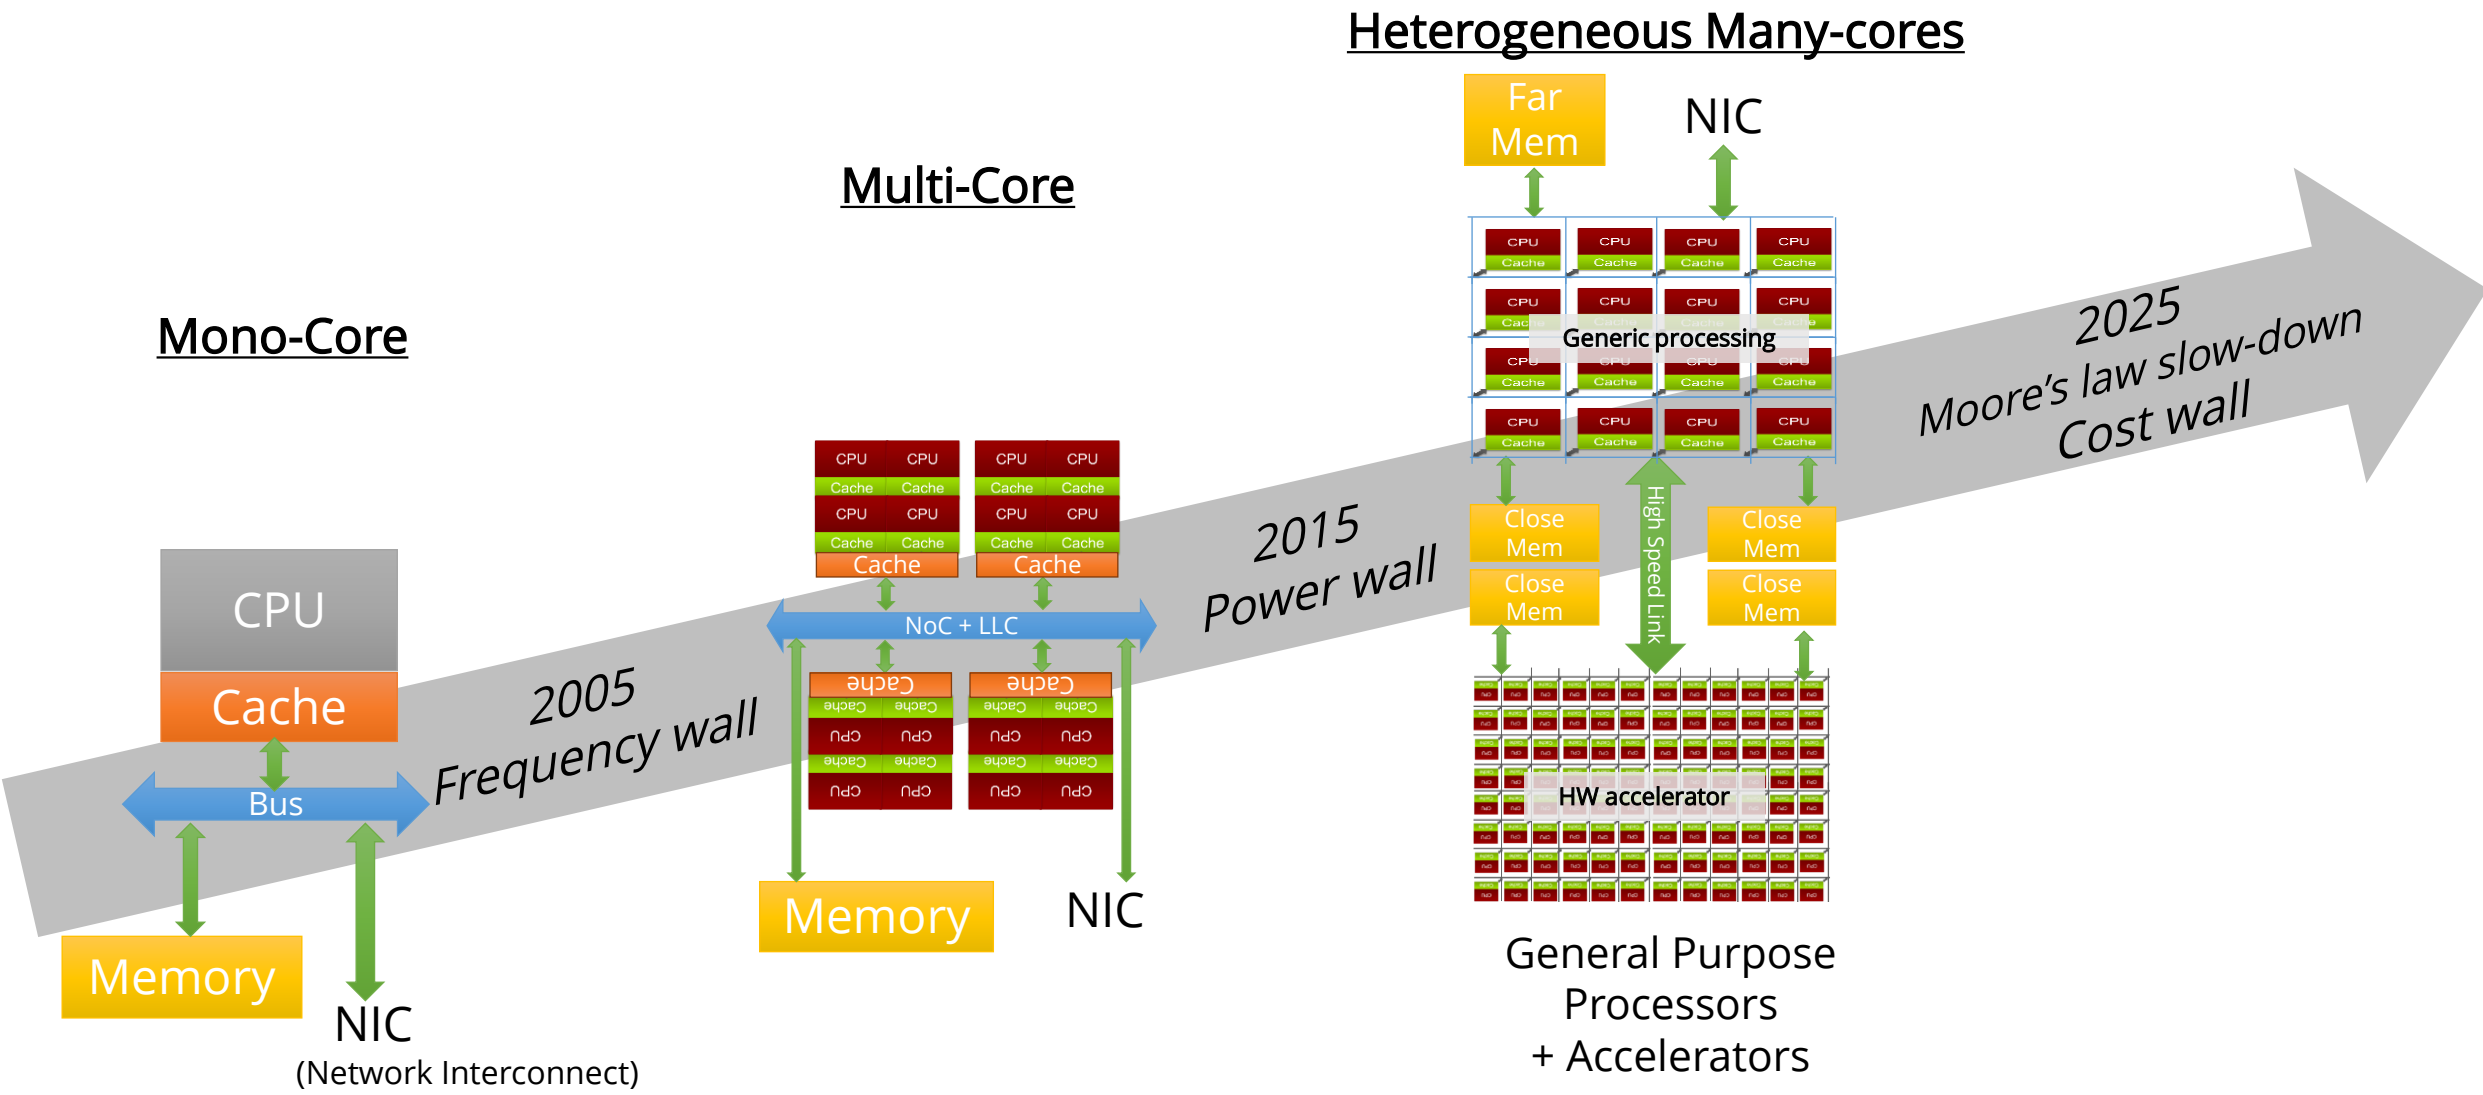 Heterogeneous Many-cores
Far
Mem
NIC
Multi-Core
Mono-Core
CPU CPU CPU CPU
Cache Cache Cache Cache
CPU CPU CPU CPU
Cache
Generic processing
CPU CPU CPU CPU
Cache Cache Cache Cache
CPU CPU CPU CPU
Cache Cache Cache Cache
2025
Moore's law slow-down
Cost wall
CPU CPU CPU CPU
Cache Cache Cache Cache
CPU CPU CPU CPU
Cache Cache Cache Cache
Cache Cache
NoC + LLC
Cache Cache
Cache Cache Cache Cache
CPU CPU CPU CPU
Cache Cache Cache Cache
CPU CPU CPU CPU
Memory
NIC
2015
Power wall
Close
Mem
Close
Mem
High Speed Link
Close
Mem
Close
Mem
HW accelerator
General Purpose
Processors
+ Accelerators
CPU
Cache
Bus
2005
Frequency wall
Memory
NIC
(Network Interconnect)